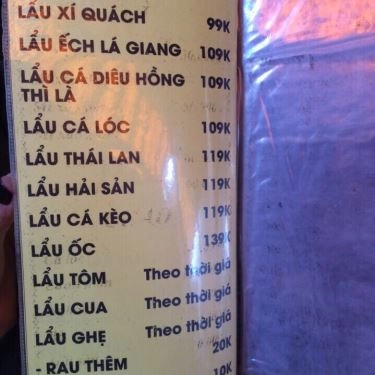 LẨU XÍ QUÁCH 99K
LẨU ẾCH LÁ GIANG 109K
LẨU CÁ DIÊU HỒNG 109K
THÌ LÀ
LẨU CÁ LÓC 109K
LẨU THÁI LAN 119K
LẨU HẢI SẢN 119K
LẨU CÁ KÈO 119K
LẨU ỐC 139K
LẨU TÔM Theo thời giá
LẨU CUA Theo thời giá
LẨU GHẸ Theo thời giá
- RAU THÊM 20K
10K